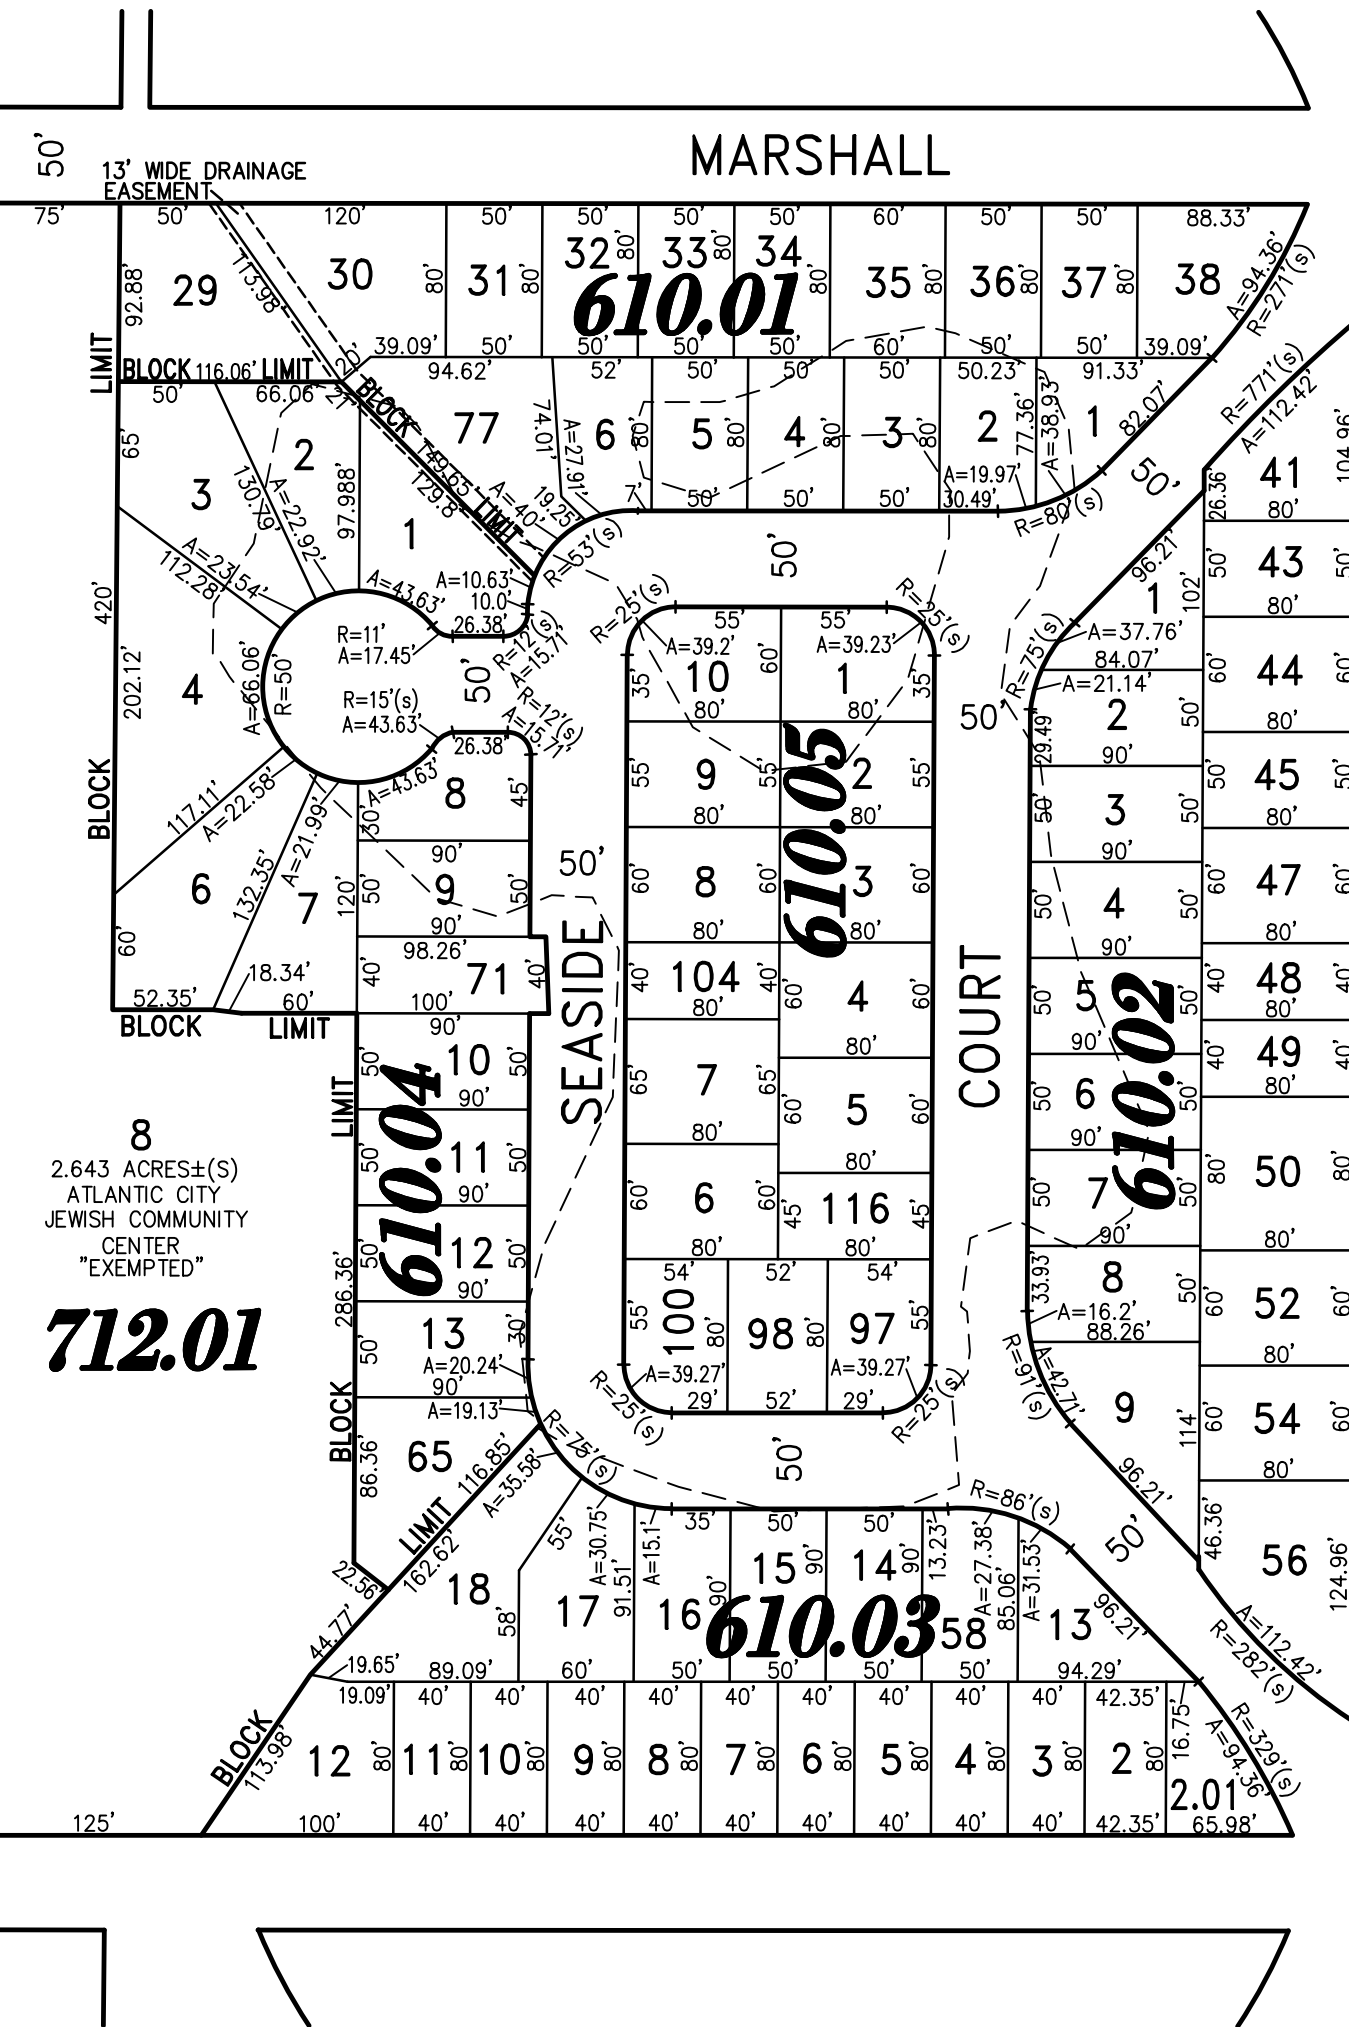 MARSHALL
50'
13' WIDE DRAINAGE
EASEMENT
75' 50' 120' 50' 50' 50' 50' 60' 50' 50' 88.33'
92.88' 113.98' 80' 80' 80' 80' 80' 80' 80' 80' A=94.36'
R=271'(s)
29 30 31 32 33 34 35 36 37 38
610.01
39.09' 50' 50' 50' 50' 60' 50' 50' 39.09'
LIMIT
BLOCK 116.06' LIMIT
20'
50' 66.06' 21'
94.62' 52' 50' 50' 50' 50.23' 91.33'
BLOCK 149.65' LIMIT
129.8'
77 6 5 4 3 2 1
74.01' A=27.91' 80' 80' 80' 80' 77.36' A=38.93' 82.07'
A=40' 19.25' 7' 50' 50' 50' A=19.97'
30.49'
R=80'(s)
R=53'(s)
50'
50'
R=771'(s)
A=112.42'
104.96'
26.36'
41
80'
65'
3 2 1
130.79' A=22.92' 97.988'
A=23.54'
112.28'
A=43.63'
A=10.63'
10.0'
26.38'
R=11'
A=17.45'
R=12'(s)
A=15.71'
420'
202.12'
4
A=66.06'
R=50'
R=15'(s)
A=43.63'
50'
R=12'(s)
A=15.71'
26.38'
A=43.63'
BLOCK
117.11'
A=22.58'
A=21.99'
132.35'
6 7
60'
120'
18.34'
52.35' 60'
BLOCK LIMIT
8
30' 45'
90'
50' 9 50'
90'
98.26'
40' 71 40'
100'
90'
50' 10 50'
90'
50' 11 50'
90'
50' 12 50'
90'
50' 13 30'
A=20.24'
90'
A=19.13'
65
86.36'
22.56'
610.04
LIMIT
286.36'
BLOCK
8
2.643 ACRES±(S)
ATLANTIC CITY
JEWISH COMMUNITY
CENTER
"EXEMPTED"
712.01
50'
SEASIDE
R=25'(s) 55' 55' R=25'(s)
A=39.2' 60' A=39.23'
35' 10 1 35'
80' 80'
55' 9 55' 2 55'
80' 80'
610.05
60' 8 60' 3 60'
80' 80'
40' 104 40' 4 60'
80' 60'
80'
65' 7 65' 5 60'
80' 60'
80'
60' 6 60' 116 45'
80' 45' 80'
54' 52' 54'
55' 100 80' 98 80' 97 55'
A=39.27' A=39.27'
29' 52' 29'
R=25'(s) R=25'(s)
50'
50'
COURT
96.21'
1 102'
R=75'(s)
A=37.76'
84.07'
A=21.14'
29.49' 2 50'
90'
50' 3 50'
90'
50' 4 50'
90'
50' 5 50'
90'
50' 6 50'
90'
50' 7 50'
90'
610.02
33.93' 8 50'
A=16.2'
88.26'
R=91'(s)
A=42.71'
9 114'
96.21'
50'
50' 43 50'
80'
60' 44 60'
80'
50' 45 50'
80'
60' 47 60'
80'
40' 48 40'
80'
40' 49 40'
80'
80' 50 80'
80'
60' 52 60'
80'
60' 54 60'
80'
46.36' 56 124.96'
A=112.42'
R=282'(s)
R=75'(s)
116.85'
A=35.58'
LIMIT
162.62'
18 55' 58'
A=30.75' 17 91.51'
A=15.1' 35' 50' 50' 13.23' R=86'(s)
16 90' 15 90' 14 90' 58 A=27.38' 85.06' A=31.53' 13 96.21'
610.03
44.77'
19.65' 89.09' 60' 50' 50' 50' 50' 94.29'
19.09' 40' 40' 40' 40' 40' 40' 40' 40' 40' 42.35' 16.75'
R=329'(s)
A=94.36'
BLOCK
113.98'
12 80' 11 80' 10 80' 9 80' 8 80' 7 80' 6 80' 5 80' 4 80' 3 80' 2 80' 2.01
125' 100' 40' 40' 40' 40' 40' 40' 40' 40' 40' 42.35' 65.98'